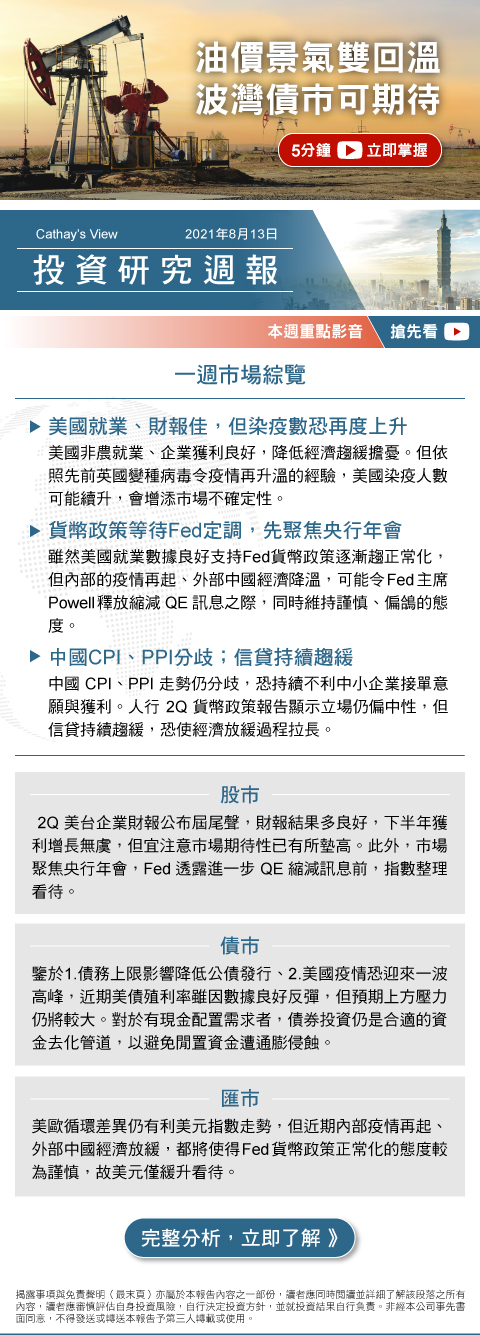 油價景氣雙回溫
波灣債市可期待
5分鐘 立即掌握
Cathay's View 2021年8月13日
投資研究週報
本週重點影音 搶先看
一週市場綜覽
美國就業、財報佳，但染疫數恐再度上升
美國非農就業、企業獲利良好，降低經濟趨緩擔憂。但依
照先前英國變種病毒令疫情再升溫的經驗，美國染疫人數
可能續升，會增添市場不確定性。
貨幣政策等待Fed定調，先聚焦央行年會
雖然美國就業數據良好支持Fed貨幣政策逐漸趨正常化，
但內部的疫情再起、外部中國經濟降溫，可能令Fed主席
Powell釋放縮減 QE 訊息之際，同時維持謹慎、偏鴿的態
度。
中國CPI、PPI分歧；信貸持續趨緩
中國 CPI、PPI 走勢仍分歧，恐持續不利中小企業接單意
願與獲利。人行 2Q 貨幣政策報告顯示立場仍偏中性，但
信貸持續趨緩，恐使經濟放緩過程拉長。
股市
2Q 美台企業財報公布屆尾聲，財報結果多良好，下半年獲
利增長無虞，但宜注意市場期待性已有所墊高。此外，市場
聚焦央行年會，Fed 透露進一步 QE 縮減訊息前，指數整理
看待。
債市
鑒於1.債務上限影響降低公債發行、2.美國疫情恐迎來一波
高峰，近期美債殖利率雖因數據良好反彈，但預期上方壓力
仍將較大。對於有現金配置需求者，債券投資仍是合適的資
金去化管道，以避免閒置資金遭通膨侵蝕。
匯市
美歐循環差異仍有利美元指數走勢，但近期內部疫情再起、
外部中國經濟放緩，都將使得Fed貨幣政策正常化的態度較
為謹慎，故美元僅緩升看待。
完整分析，立即了解 》
揭露事項與免責聲明（最末頁）亦屬於本報告內容之一部份，讀者應同時閱讀並詳細了解該段落之所有
內容，讀者應審慎評估自身投資風險，自行決定投資方針，並就投資結果自行負責。非經本公司事先書
面同意，不得發送或轉送本報告予第三人轉載或使用。